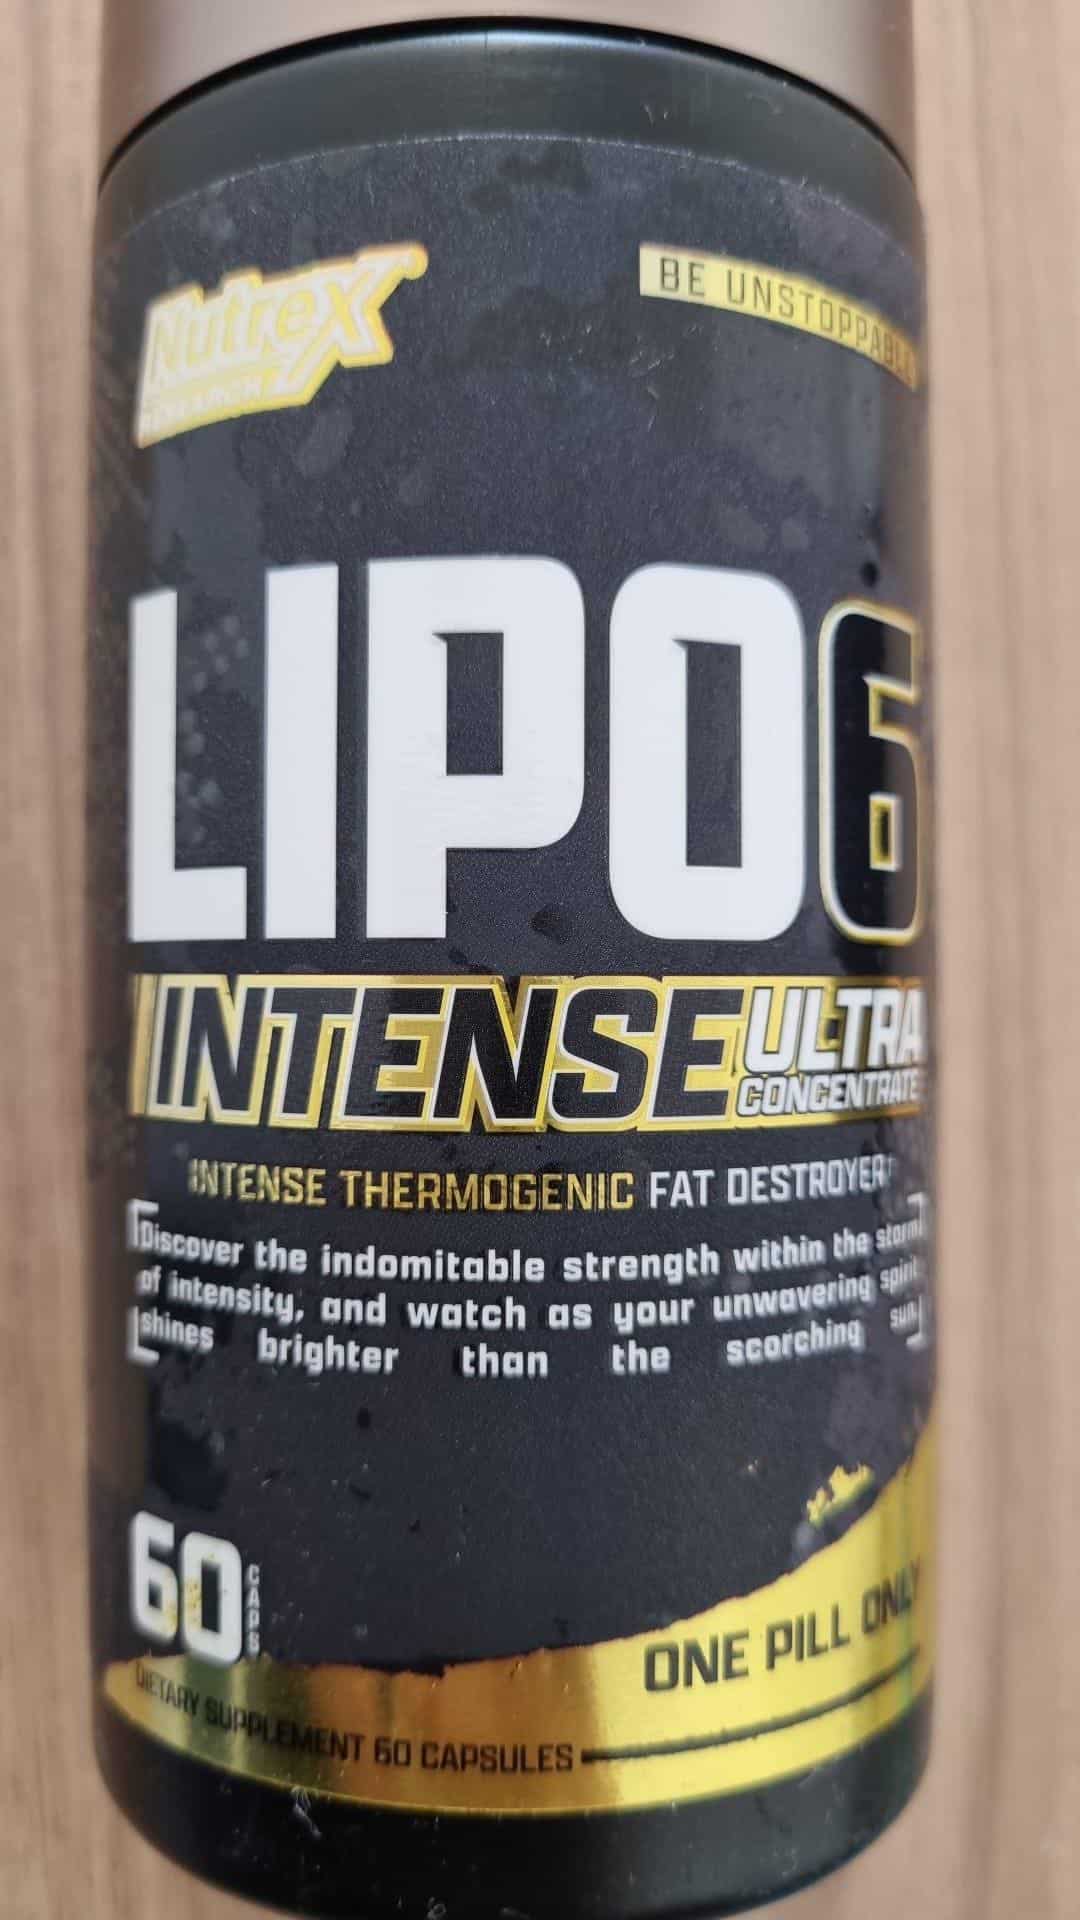 Nutrex
RESEARCH
BE UNSTOPPABLE
LIPO6
INTENSE ULTRA
CONCENTRATE
INTENSE THERMOGENIC FAT DESTROYER
Discover the indomitable strength within the storm
of intensity, and watch as your unwavering spirit
shines brighter than the scorching sun
60 CAPS
ONE PILL ONLY
DIETARY SUPPLEMENT 60 CAPSULES